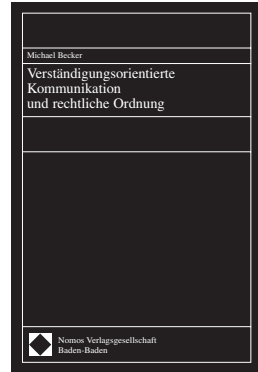 Michael Becker
Verständigungsorientierte
Kommunikation
und rechtliche Ordnung
Nomos Verlagsgesellschaft
Baden-Baden